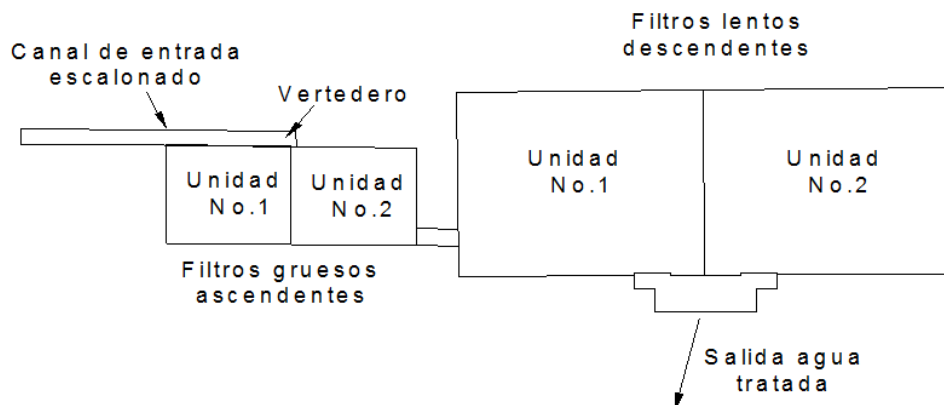 Filtros lentos
descendentes
Canal de entrada
escalonado
Vertedero
Unidad
No.1
Unidad
No.2
Unidad
No.1
Unidad
No.2
Filtros gruesos
ascendentes
Salida agua
tratada